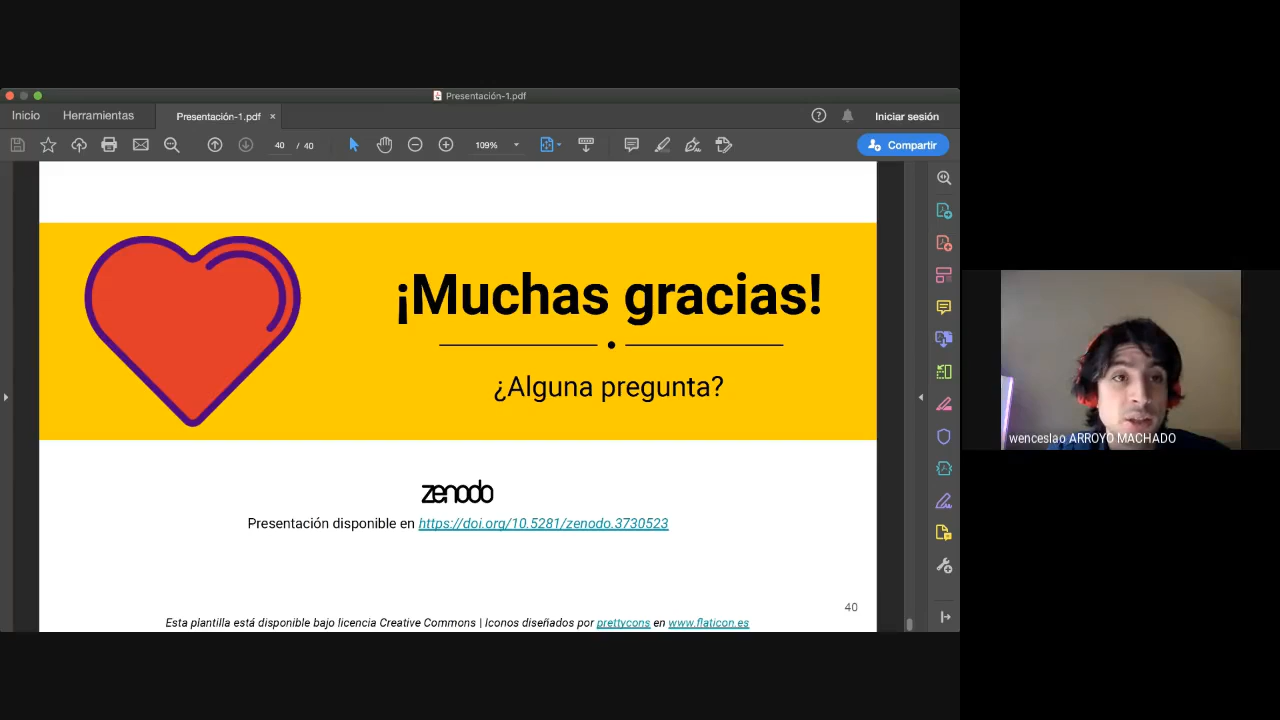 Presentación-1.pdf
Inicio
Herramientas
Presentación-1.pdf ×
Iniciar sesión
40 / 40
109%
Compartir
¡Muchas gracias!
¿Alguna pregunta?
zenodo
Presentación disponible en https://doi.org/10.5281/zenodo.3730523
40
Esta plantilla está disponible bajo licencia Creative Commons | Iconos diseñados por prettycons en www.flaticon.es
wenceslao ARROYO MACHADO